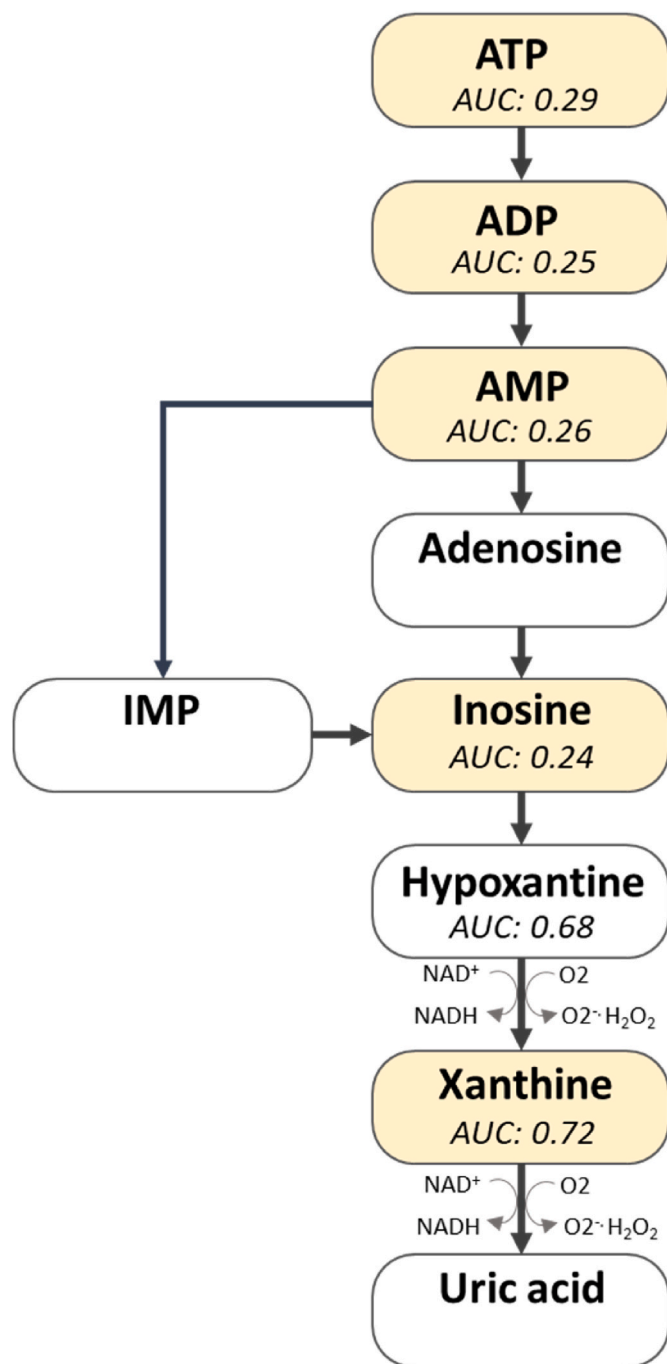 ATP
AUC: 0.29
ADP
AUC: 0.25
AMP
AUC: 0.26
Adenosine
IMP
Inosine
AUC: 0.24
Hypoxantine
AUC: 0.68
NAD⁺ O2
NADH O2⁻· H₂O₂
Xanthine
AUC: 0.72
NAD⁺ O2
NADH O2⁻· H₂O₂
Uric acid